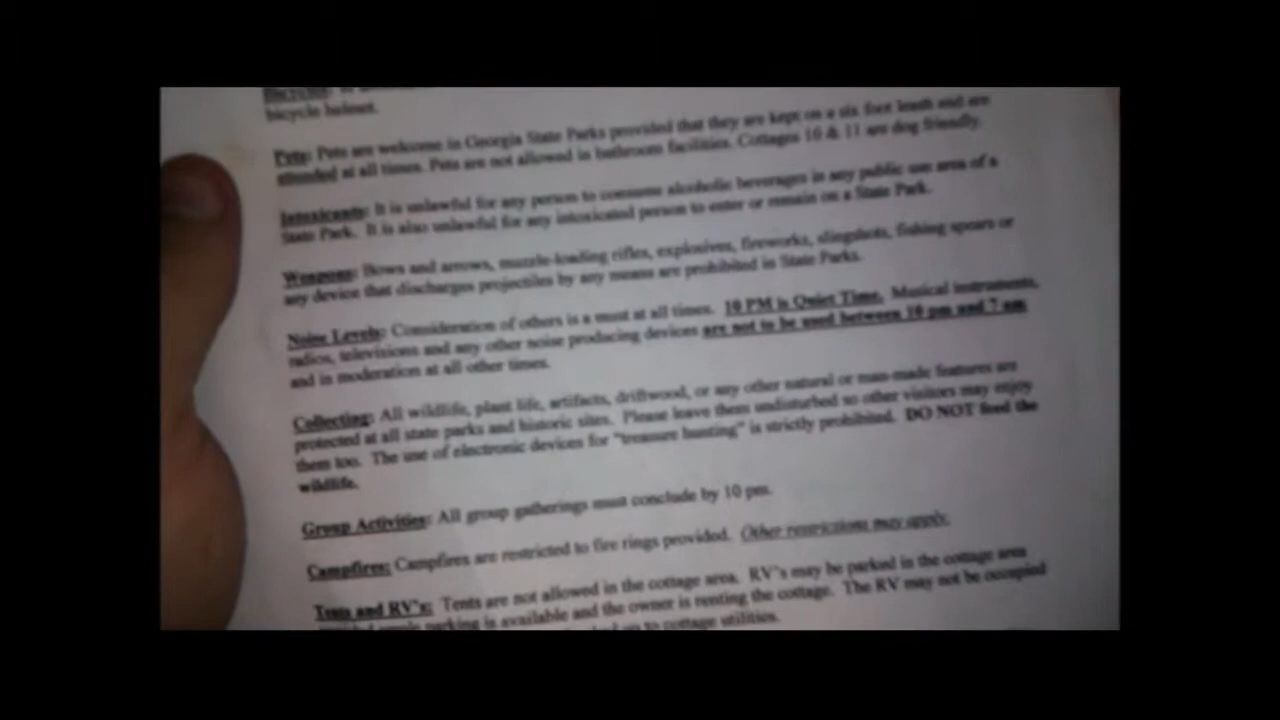 bicycle helmet.
Pets: Pets are welcome in Georgia State Parks provided that they are kept on a six foot leash and are
attended at all times. Pets are not allowed in bathroom facilities. Cottages 10 & 11 are dog friendly.
Intoxicants: It is unlawful for any person to consume alcoholic beverages in any public use area of a
State Park. It is also unlawful for any intoxicated person to enter or remain on a State Park.
Weapons: Bows and arrows, muzzle-loading rifles, explosives, fireworks, slingshots, fishing spears or
any device that discharges projectiles by any means are prohibited in State Parks.
Noise Levels: Consideration of others is a must at all times. 10 PM is Quiet Time. Musical instruments,
radios, televisions and any other noise producing devices are not to be used between 10 pm and 7 am
and in moderation at all other times.
Collecting: All wildlife, plant life, artifacts, driftwood, or any other natural or man-made features are
protected at all state parks and historic sites. Please leave them undisturbed so other visitors may enjoy
them too. The use of electronic devices for "treasure hunting" is strictly prohibited. DO NOT feed the
wildlife.
Group Activities: All group gatherings must conclude by 10 pm.
Campfires: Campfires are restricted to fire rings provided. Other restrictions may apply.
Tents and RV's: Tents are not allowed in the cottage area. RV's may be parked in the cottage area
parking is available and the owner is renting the cottage. The RV may not be occupied
to cottage utilities.